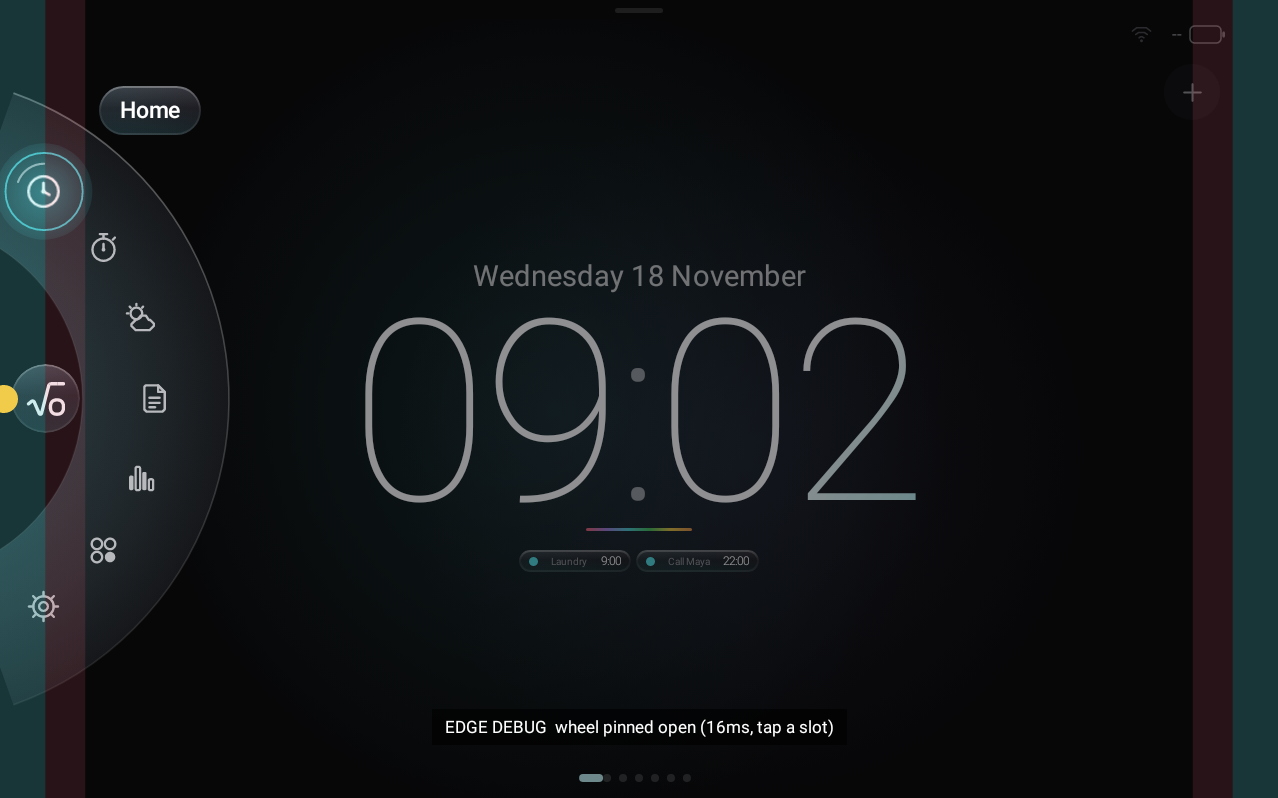 --
Home
Wednesday 18 November
09:02
Laundry 9:00 Call Maya 22:00
EDGE DEBUG wheel pinned open (16ms, tap a slot)